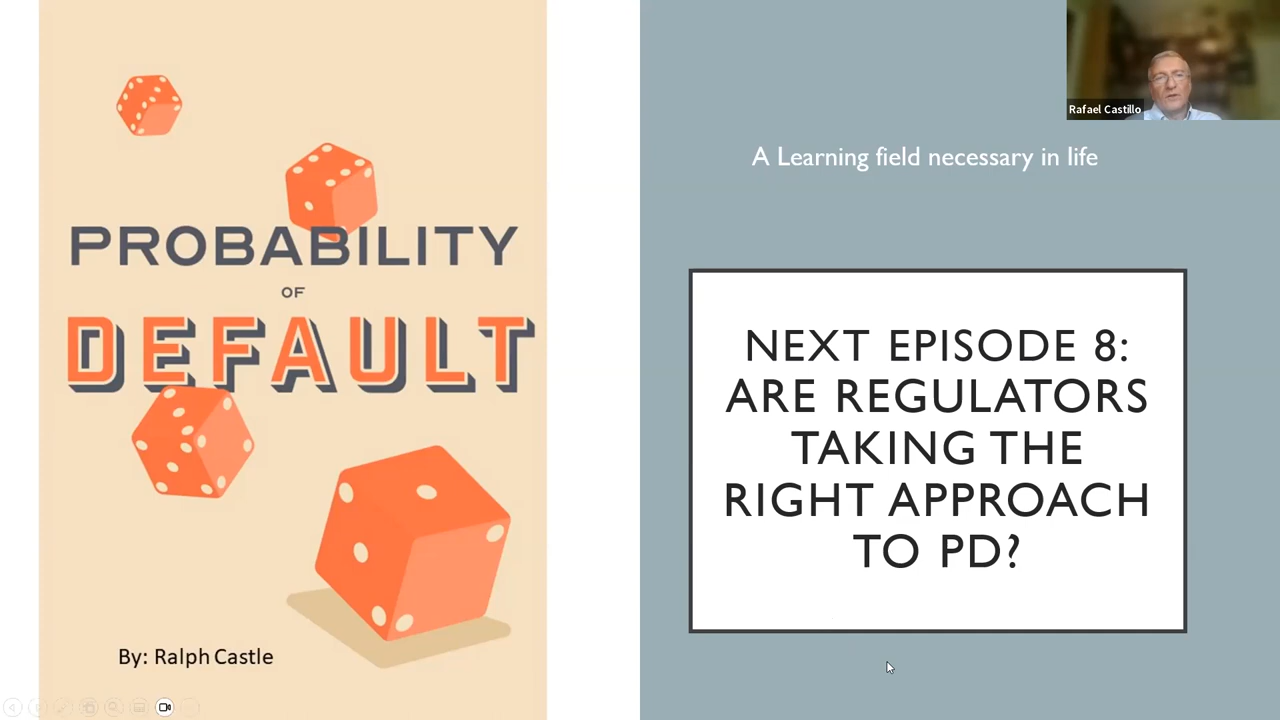 PROBABILITY
OF
DEFAULT
By: Ralph Castle
Rafael Castillo
A Learning field necessary in life
NEXT EPISODE 8:
ARE REGULATORS
TAKING THE
RIGHT APPROACH
TO PD?